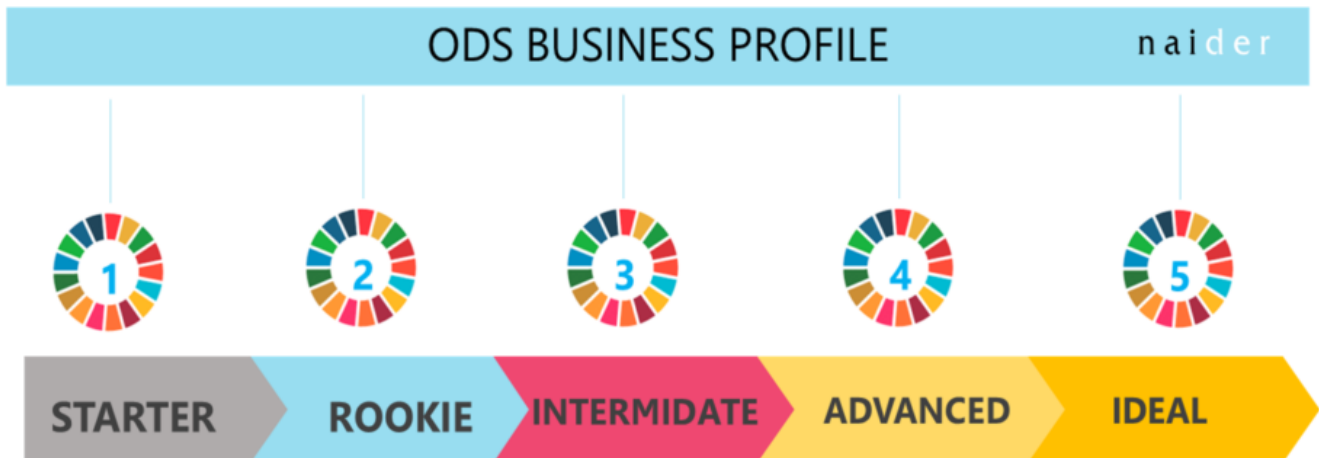 ODS BUSINESS PROFILE
naider
1 2 3 4 5
STARTER ROOKIE INTERMIDATE ADVANCED IDEAL